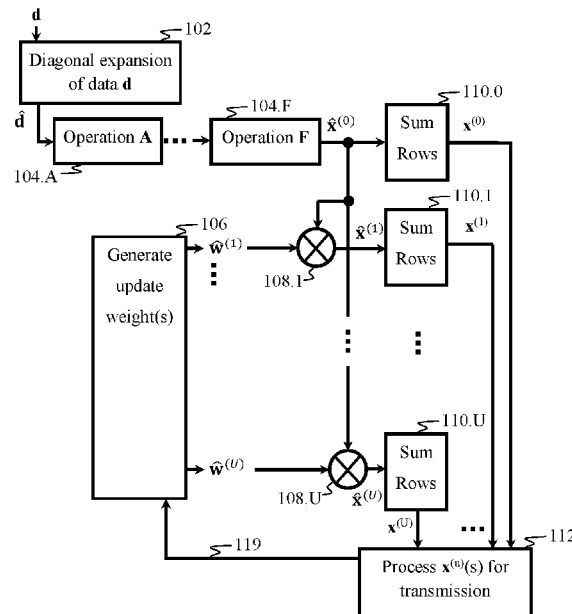 d
102
Diagonal expansion
of data d
d̂
104.F
x̂⁽⁰⁾
110.0
Operation A
Operation F
Sum
Rows
x⁽⁰⁾
104.A
110.1
106
ŵ⁽¹⁾
x̂⁽¹⁾
Sum
Rows
x⁽¹⁾
Generate
update
weight(s)
108.1
110.U
ŵ⁽ᵁ⁾
Sum
Rows
108.U
x̂⁽ᵁ⁾
x⁽ᵁ⁾
112
119
Process x⁽ⁿ⁾(s) for
transmission